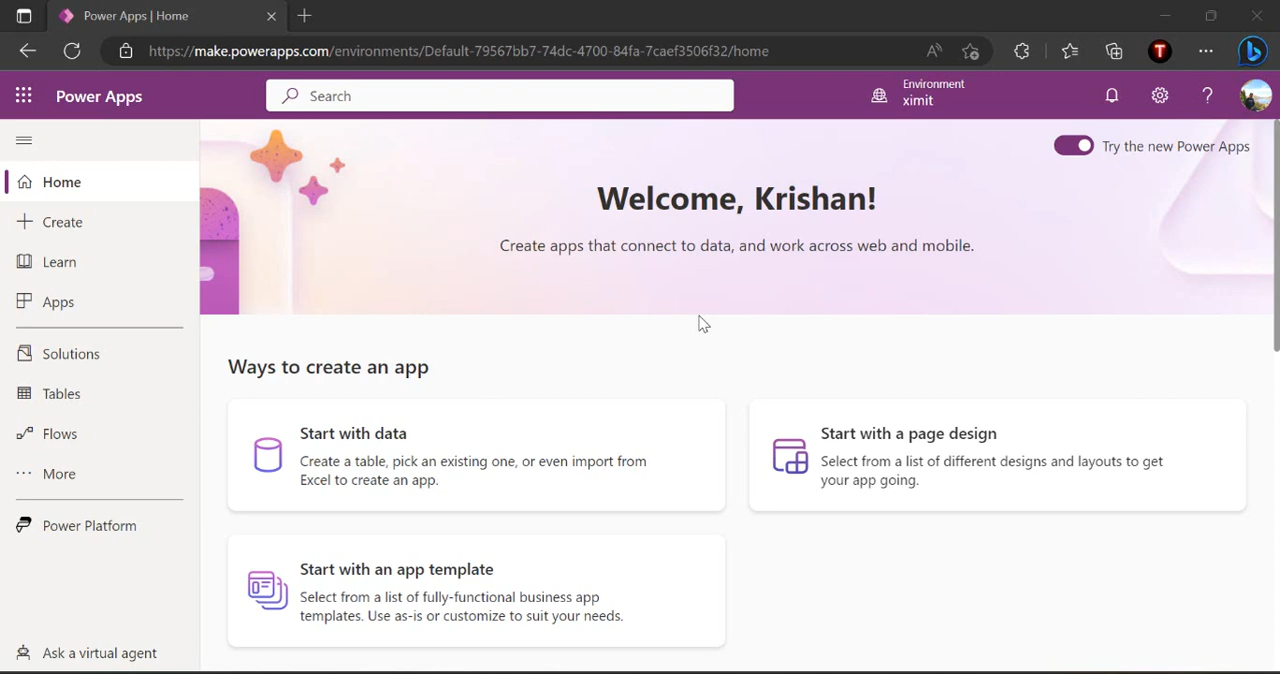 Power Apps | Home
https://make.powerapps.com/environments/Default-79567bb7-74dc-4700-84fa-7caef3506f32/home
T
Power Apps
Search
Environment
ximit
Try the new Power Apps
Home
Create
Learn
Apps
Solutions
Tables
Flows
More
Power Platform
Ask a virtual agent
Welcome, Krishan!
Create apps that connect to data, and work across web and mobile.
Ways to create an app
Start with data
Create a table, pick an existing one, or even import from
Excel to create an app.
Start with a page design
Select from a list of different designs and layouts to get
your app going.
Start with an app template
Select from a list of fully-functional business app
templates. Use as-is or customize to suit your needs.